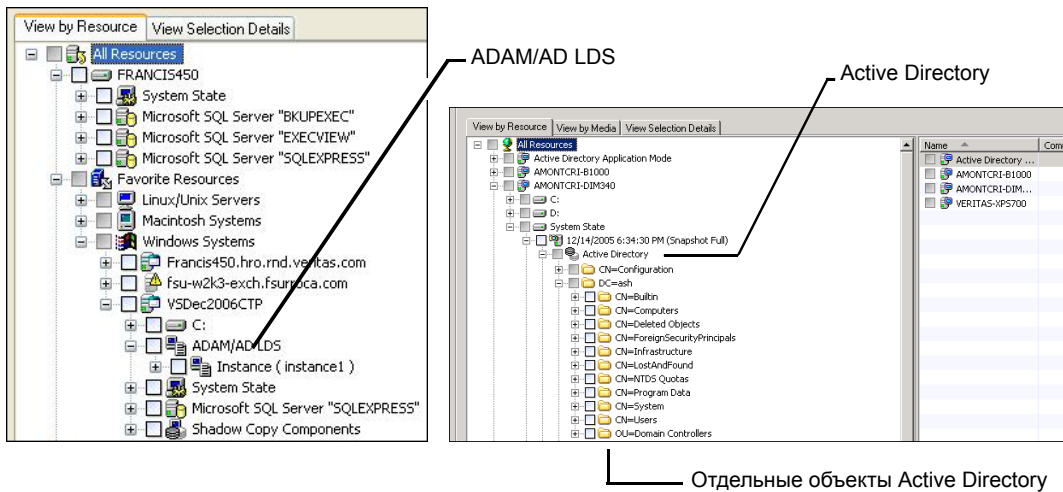 View by Resource View Selection Details
All Resources
FRANCIS450
System State
Microsoft SQL Server "BKUPEXEC"
Microsoft SQL Server "EXECVIEW"
Microsoft SQL Server "SQLEXPRESS"
Favorite Resources
Linux/Unix Servers
Macintosh Systems
Windows Systems
Francis450.hro.rnd.veritas.com
fsu-w2k3-exch.fsurroca.com
VSDec2006CTP
C:
ADAM/AD LDS
Instance ( instance1 )
System State
Microsoft SQL Server "SQLEXPRESS"
Shadow Copy Components
ADAM/AD LDS
Active Directory
View by Resource View by Media View Selection Details
All Resources
Active Directory Application Mode
AMONTCRI-B1000
AMONTCRI-DIM340
C:
D:
System State
12/14/2005 6:34:30 PM (Snapshot Full)
Active Directory
CN=Configuration
DC=ash
CN=Builtin
CN=Computers
CN=Deleted Objects
CN=ForeignSecurityPrincipals
CN=Infrastructure
CN=LostAndFound
CN=NTDS Quotas
CN=Program Data
CN=System
CN=Users
OU=Domain Controllers
Name Com
Active Directory ...
AMONTCRI-B1000
AMONTCRI-DIM...
VERITAS-XPS700
Отдельные объекты Active Directory